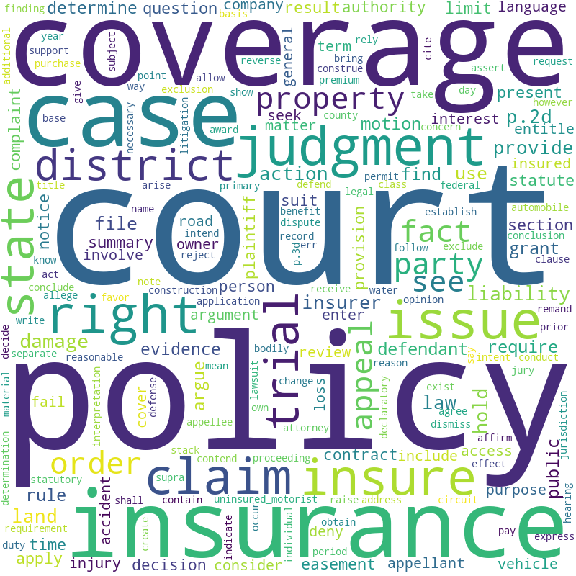 finding determine question company result authority limit language
coverage
additional year support purchase subject give point exclusion way allow basis reverse show rely construe general term bring premium take cite assert day request however
case property judgment
complaint base necessary litigation award seek matter county motion concern interest present p.2d entitle provide
district action find use insured statute
state title arise primary defend permit legal class federal automobile
court
notice know act name file road intend reject suit owner benefit dispute record err p.3d plaintiff provision establish follow exclude fact see section conclusion clause grant
summary involve construction party
allege conclude note favor right application person insurer receive water opinion liability remand prior
decide write separate reasonable damage argument enter trial issue
evidence bodily review defendant say intent conduct require
policy
material interpretation fail cover defense argue mean lawsuit change loss declaratory reason appeal exist agree dismiss law hold jury affirm jurisdiction
appellee own attorney
determination order stack contend proceeding contract include access effect public
claim insure
statutory rule supra deny circuit purpose hearing
requirement land accident shall contain uninsured_motorist raise address
insurance
duty time create indicate occur individual obtain period pay express
apply injury decision consider easement appellant vehicle